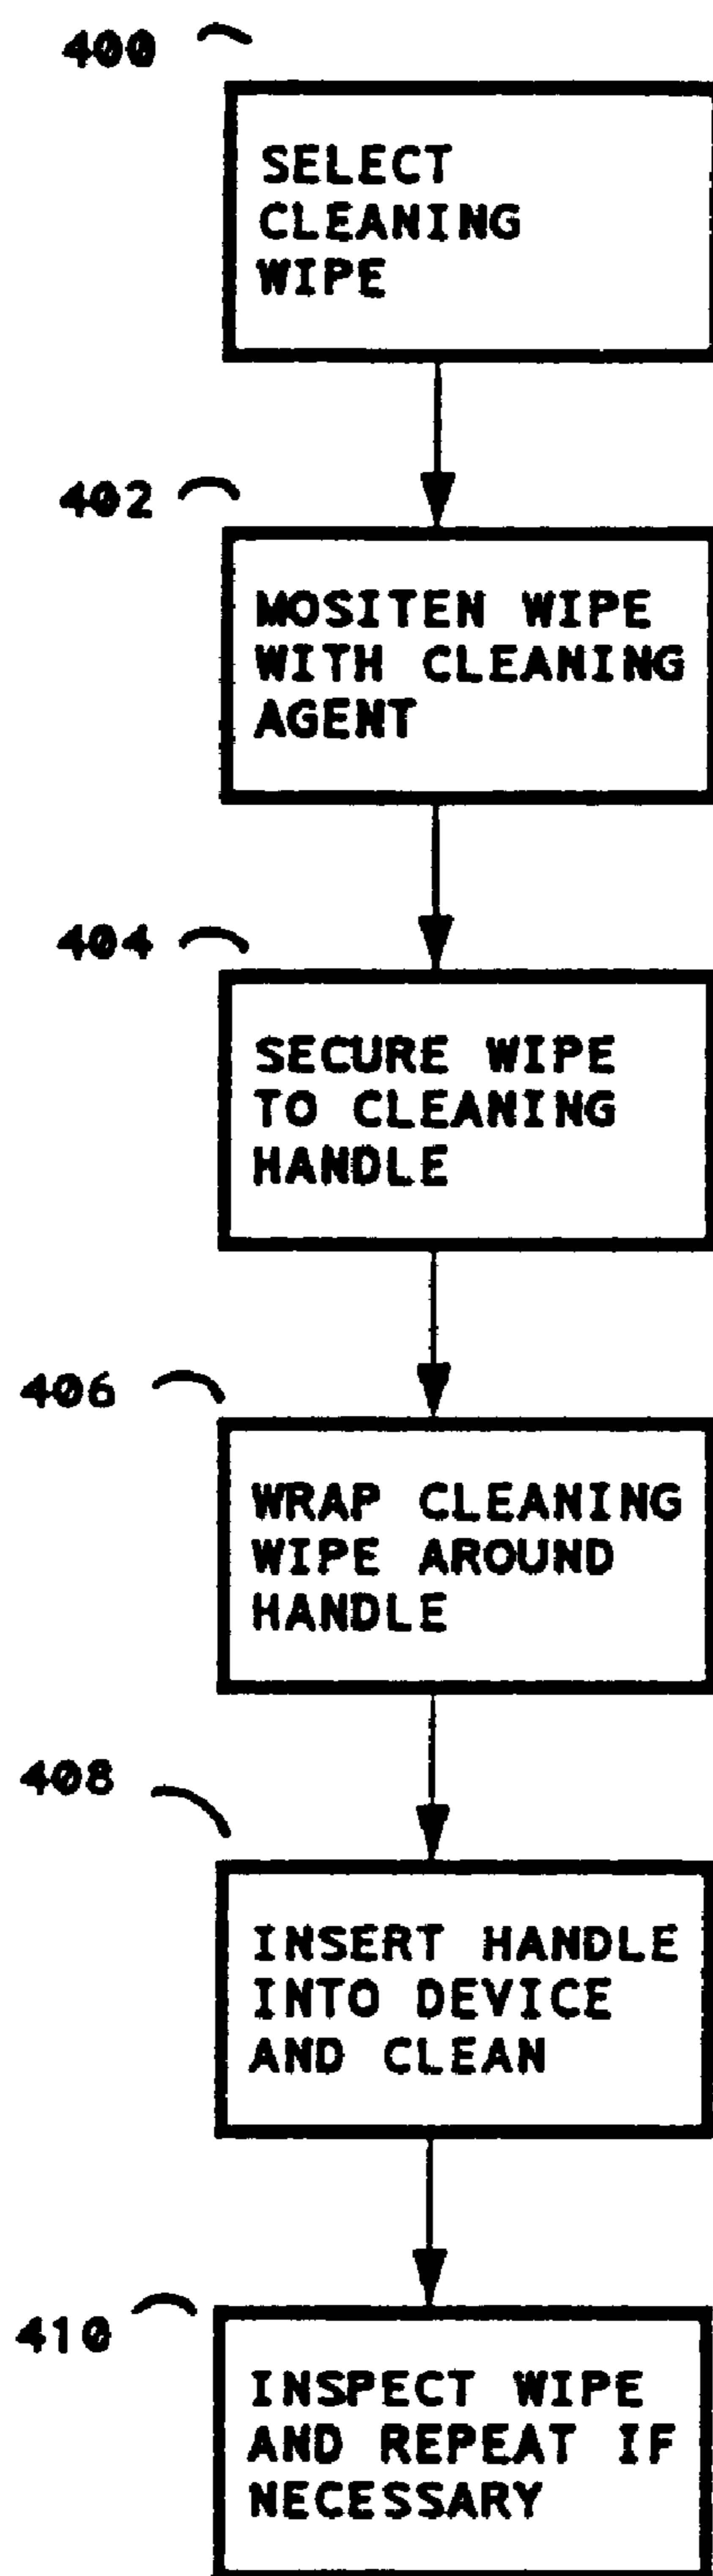 400
SELECT
CLEANING
WIPE
402
MOSITEN WIPE
WITH CLEANING
AGENT
404
SECURE WIPE
TO CLEANING
HANDLE
406
WRAP CLEANING
WIPE AROUND
HANDLE
408
INSERT HANDLE
INTO DEVICE
AND CLEAN
410
INSPECT WIPE
AND REPEAT IF
NECESSARY